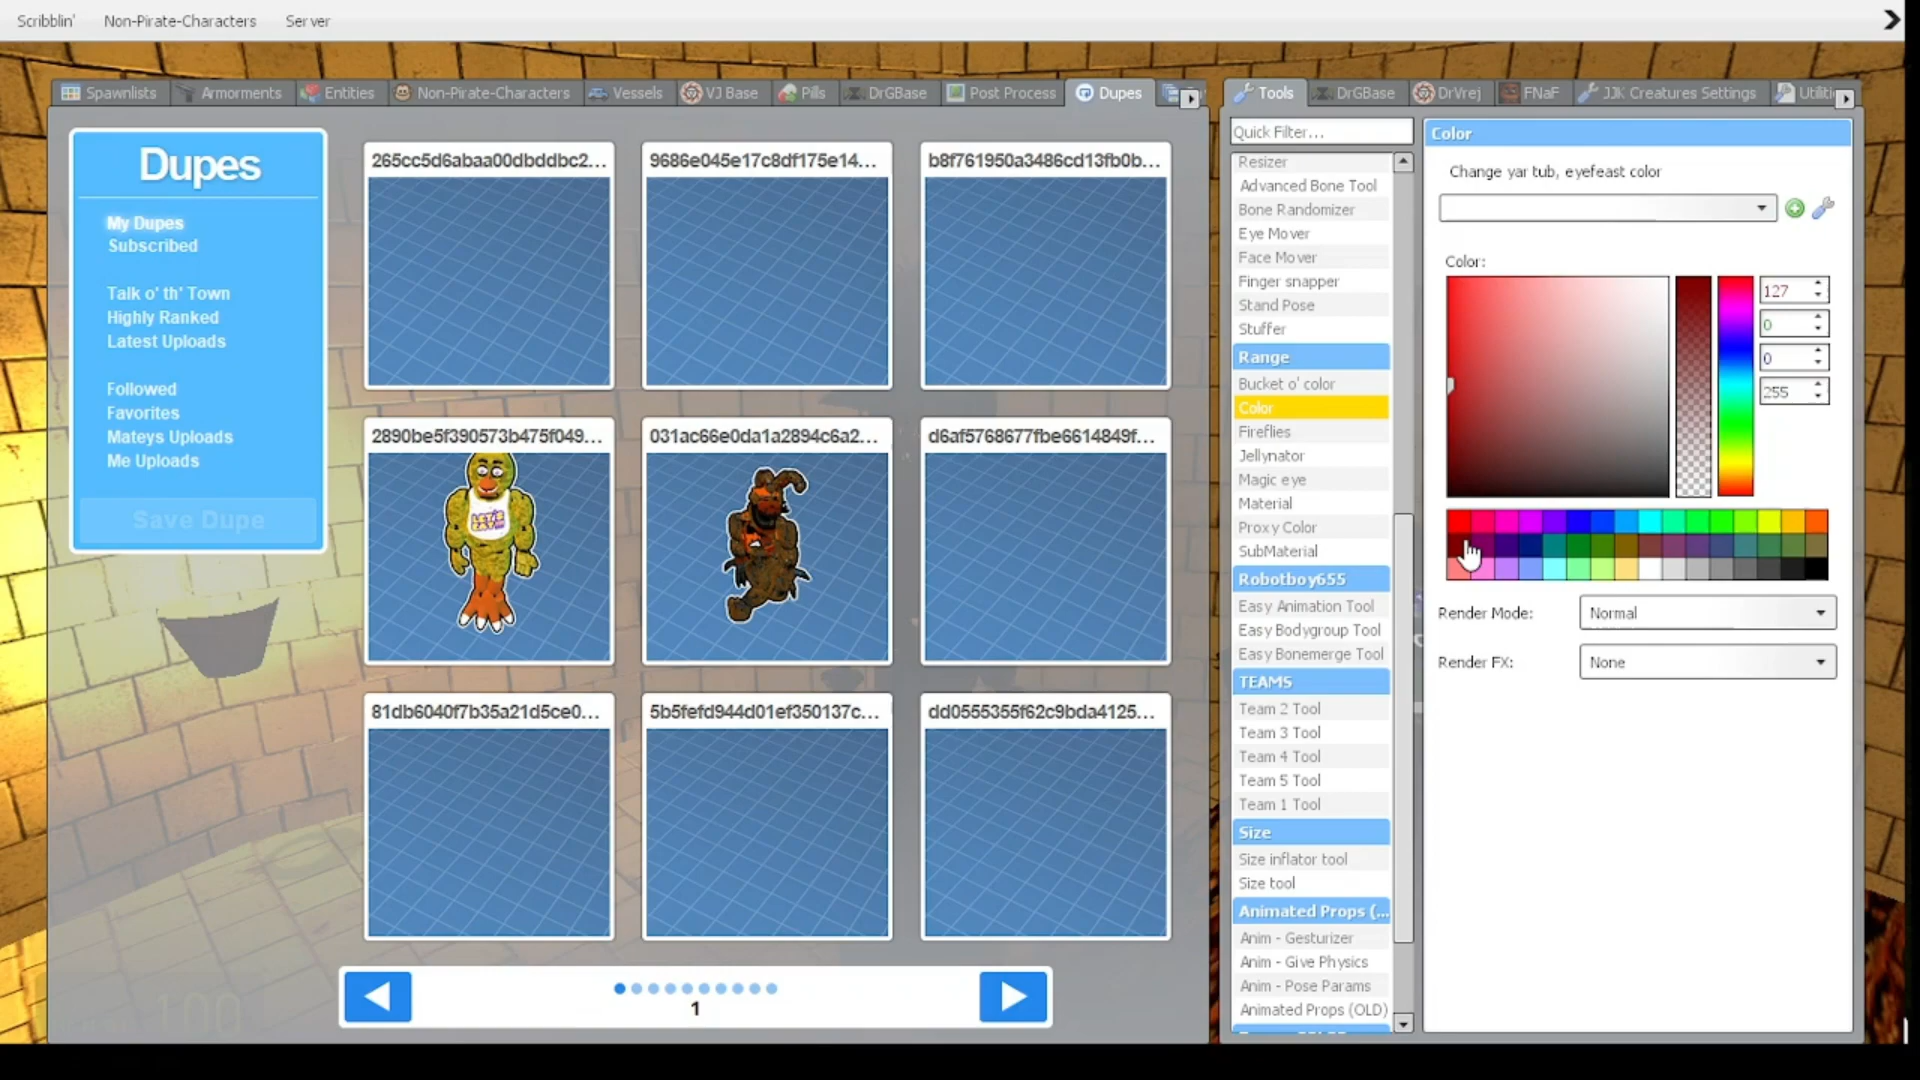 Scribblin' Non-Pirate-Characters Server
Spawnlists Armorments Entities Non-Pirate-Characters Vessels VJ Base Pills DrGBase Post Process Dupes
Tools DrGBase DrVrej FNaF JJK Creatures Settings Utiliti
Dupes
My Dupes
Subscribed
Talk o' th' Town
Highly Ranked
Latest Uploads
Followed
Favorites
Mateys Uploads
Me Uploads
Save Dupe
265cc5d6abaa00dbddbc2...
9686e045e17c8df175e14...
b8f761950a3486cd13fb0b...
2890be5f390573b475f049...
031ac66e0da1a2894c6a2...
d6af5768677fbe6614849f...
LET'S
EAT!!!
81db6040f7b35a21d5ce0...
5b5fefd944d01ef350137c...
dd0555355f62c9bda4125...
1
100
Quick Filter...
Resizer
Advanced Bone Tool
Bone Randomizer
Eye Mover
Face Mover
Finger snapper
Stand Pose
Stuffer
Range
Bucket o' color
Color
Fireflies
Jellynator
Magic eye
Material
Proxy Color
SubMaterial
Robotboy655
Easy Animation Tool
Easy Bodygroup Tool
Easy Bonemerge Tool
TEAMS
Team 2 Tool
Team 3 Tool
Team 4 Tool
Team 5 Tool
Team 1 Tool
Size
Size inflator tool
Size tool
Animated Props (...
Anim - Gesturizer
Anim - Give Physics
Anim - Pose Params
Animated Props (OLD)
Color
Change yar tub, eyefeast color
Color:
127
0
0
255
Render Mode: Normal
Render FX: None